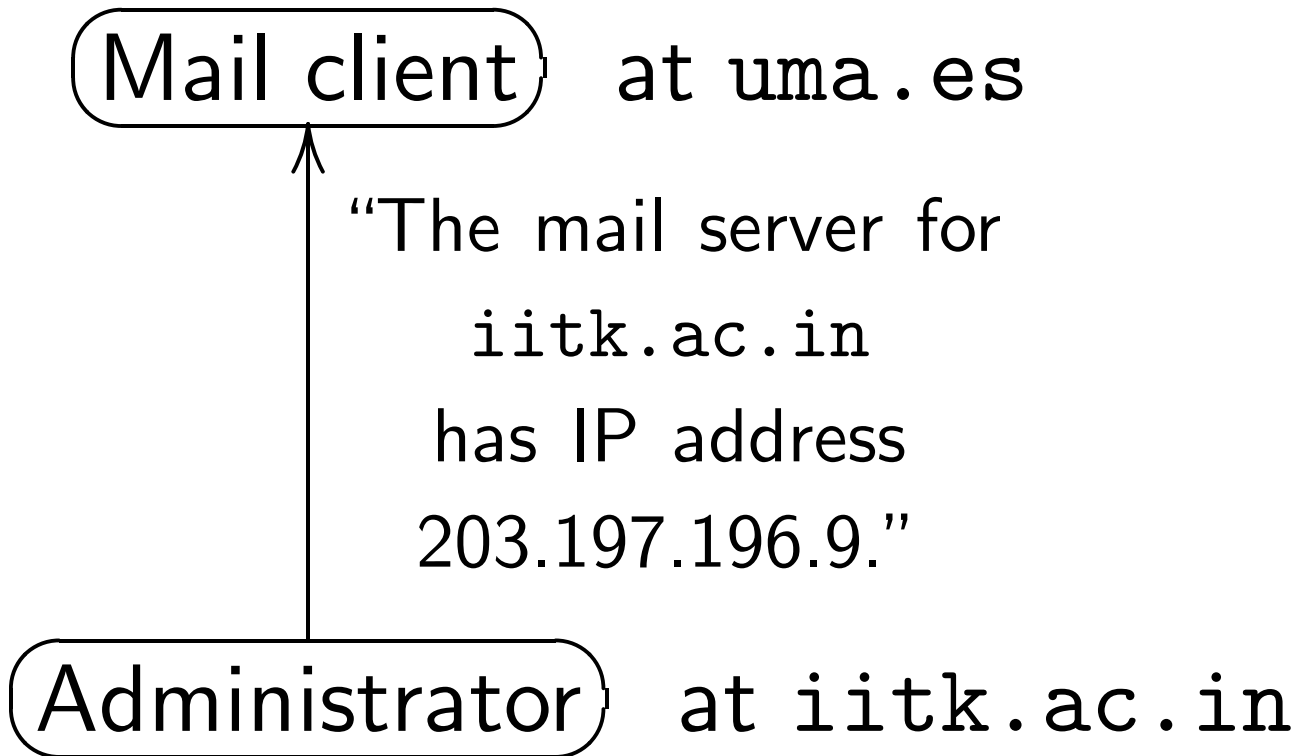 Mail client at uma.es
“The mail server for
iitk.ac.in
has IP address
203.197.196.9.”
Administrator at iitk.ac.in